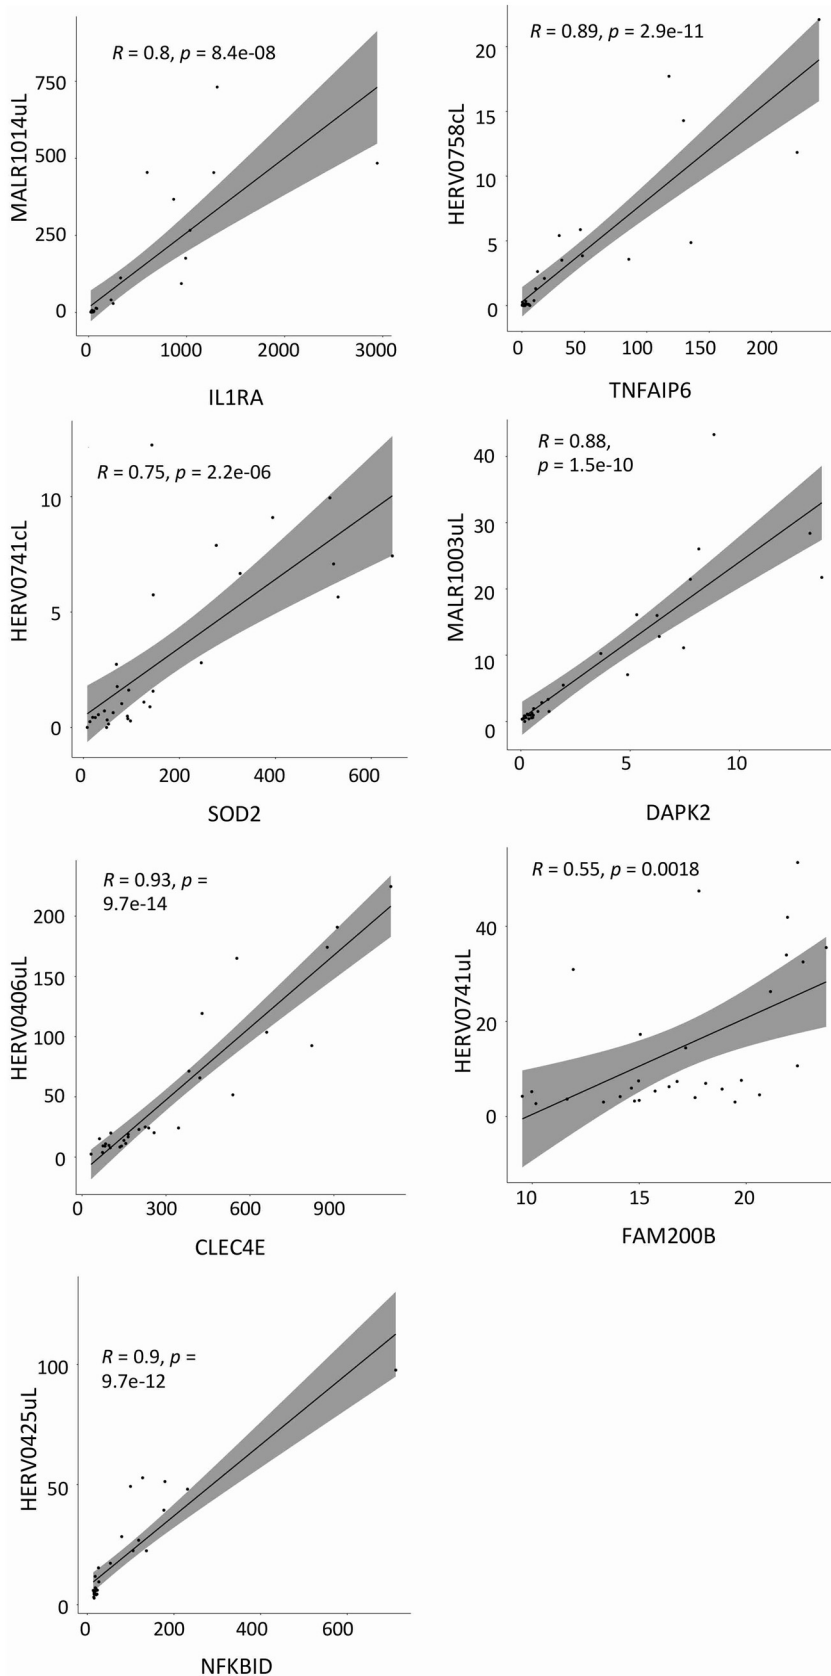 R = 0.8, p = 8.4e-08
MALR1014uL
750
500
250
0
0 1000 2000 3000
IL1RA
R = 0.89, p = 2.9e-11
HERV0758cL
20
15
10
5
0
0 50 100 150 200
TNFAIP6
R = 0.75, p = 2.2e-06
HERV0741cL
10
5
0
0 200 400 600
SOD2
R = 0.88,
p = 1.5e-10
MALR1003uL
40
30
20
10
0
0 5 10
DAPK2
R = 0.93, p =
9.7e-14
HERV0406uL
200
150
100
50
0
0 300 600 900
CLEC4E
R = 0.55, p = 0.0018
HERV0741uL
40
20
0
10 15 20
FAM200B
R = 0.9, p =
9.7e-12
HERV0425uL
100
50
0
0 200 400 600
NFKBID